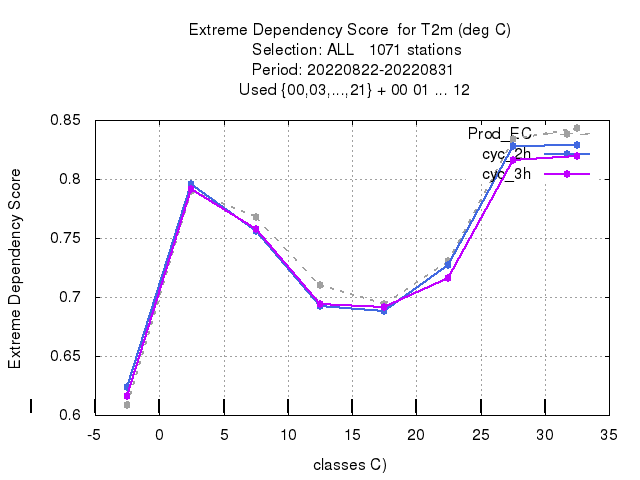 Extreme Dependency Score for T2m (deg C)
Selection: ALL 1071 stations
Period: 20220822-20220831
Used {00,03,...,21} + 00 01 ... 12
Extreme Dependency Score
0.85
0.8
0.75
0.7
0.65
0.6
Prod_EC
cyc_2h
cyc_3h
-5 0 5 10 15 20 25 30 35
classes C)